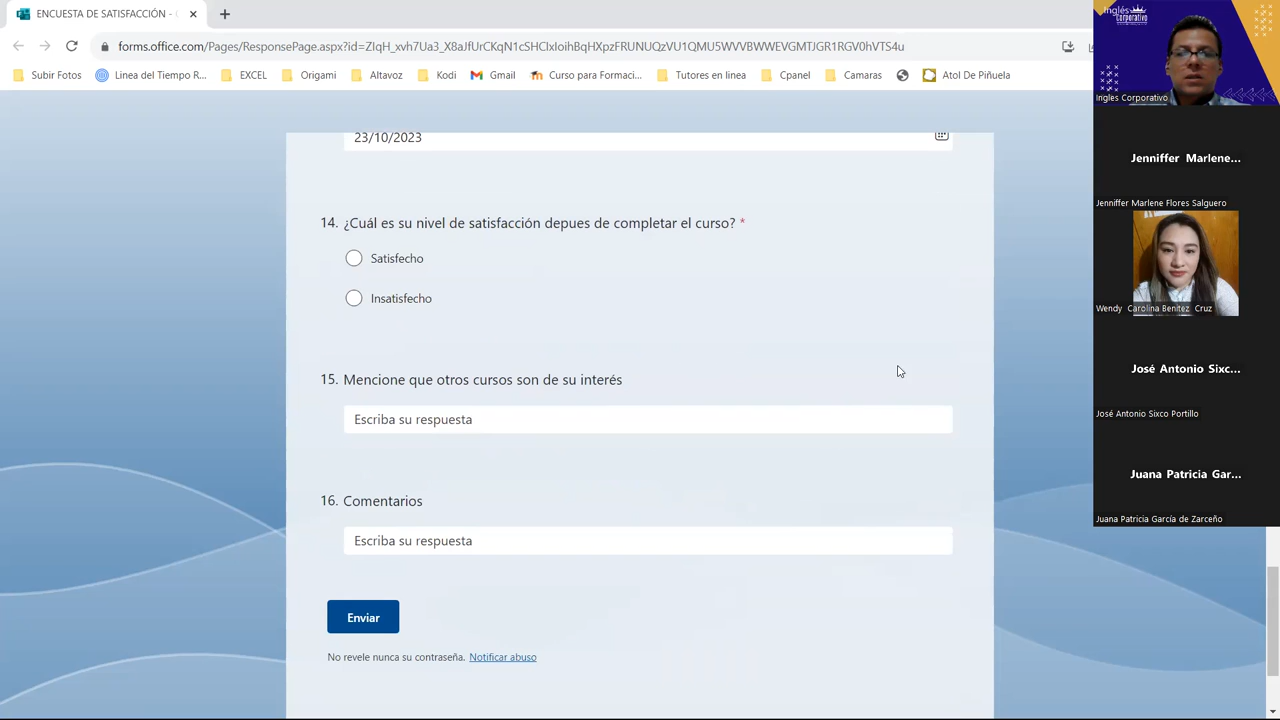 ENCUESTA DE SATISFACCIÓN - (
forms.office.com/Pages/ResponsePage.aspx?id=
Subir Fotos
Linea del Tiempo R...
EXCEL
Origami
Altavoz
Kodi
Gmail
Curso para Formaci...
Tutores en linea
Cpanel
Camaras
Atol De Piñuela
23/10/2023
14. ¿Cuál es su nivel de satisfacción depues de completar el curso? *
Satisfecho
Insatisfecho
15. Mencione que otros cursos son de su interés
Escriba su respuesta
16. Comentarios
Escriba su respuesta
Enviar
No revele nunca su contraseña. Notificar abuso
Inglés
Corporativo
Ingles Corporativo
Jenniffer Marlene...
Jenniffer Marlene Flores Salguero
Wendy Carolina Benitez Cruz
José Antonio Sixc...
José Antonio Sixco Portillo
Juana Patricia Gar...
Juana Patricia García de Zarceño